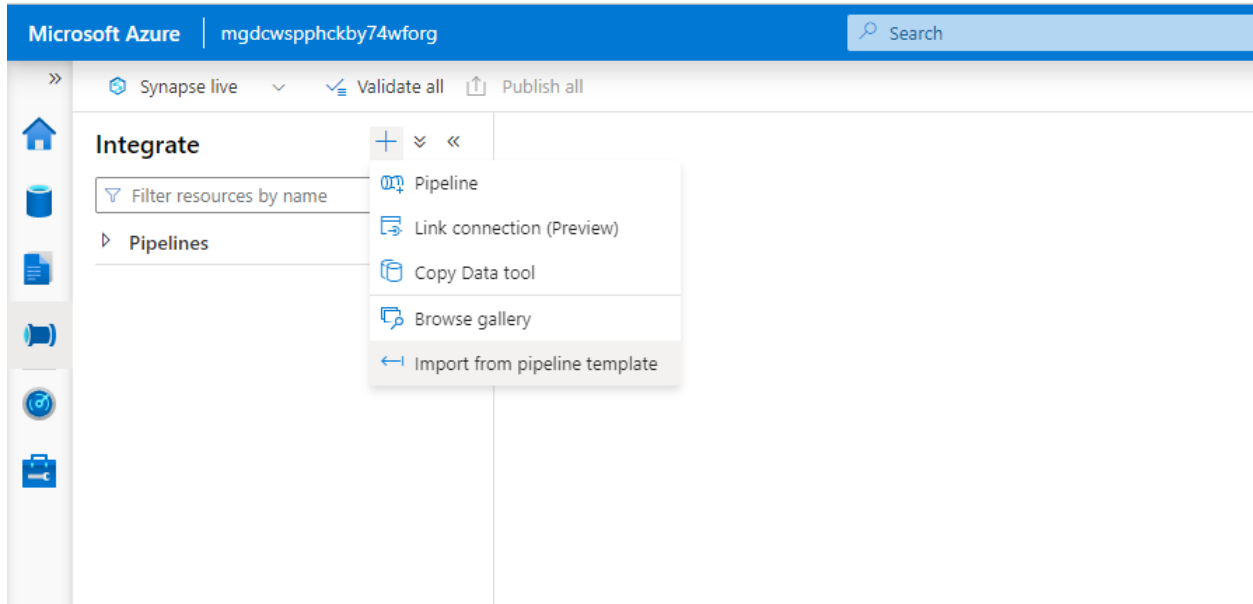 Microsoft Azure mgdcwspphckby74wforg Search
Synapse live Validate all Publish all
Integrate
Filter resources by name
Pipelines
Pipeline
Link connection (Preview)
Copy Data tool
Browse gallery
Import from pipeline template